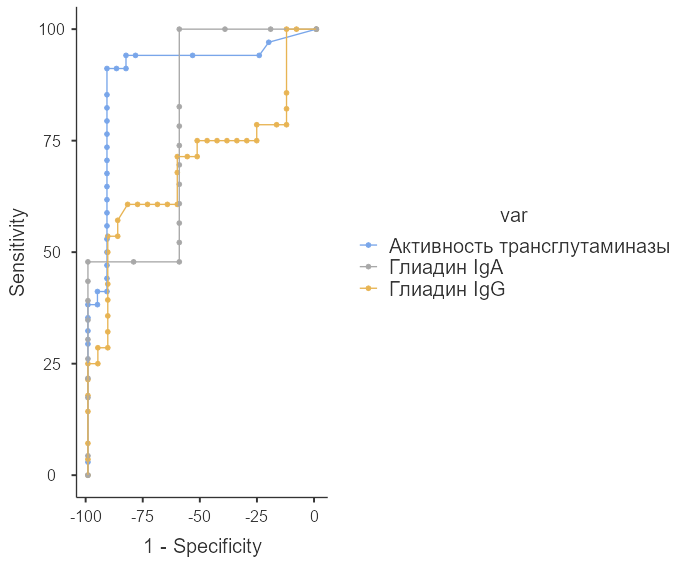 100
75
50
25
0
Sensitivity
-100
-75
-50
-25
0
1 - Specificity
var
Активность трансглутаминазы
Глиадин IgA
Глиадин IgG